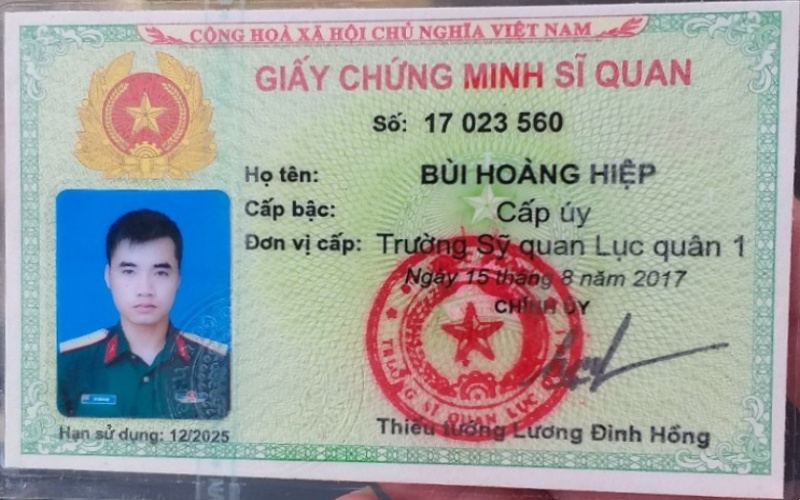 CỘNG HOÀ XÃ HỘI CHỦ NGHĨA VIỆT NAM
GIẤY CHỨNG MINH SĨ QUAN
Số: 17 023 560
Họ tên: BÙI HOÀNG HIỆP
Cấp bậc: Cấp úy
Đơn vị cấp: Trường Sỹ quan Lục quân 1
Ngày 15 tháng 8 năm 2017
CHÍNH ỦY
TRƯỜNG SĨ QUAN LỤC
Thiếu tướng Lương Đình Hồng
Hạn sử dụng: 12/2025